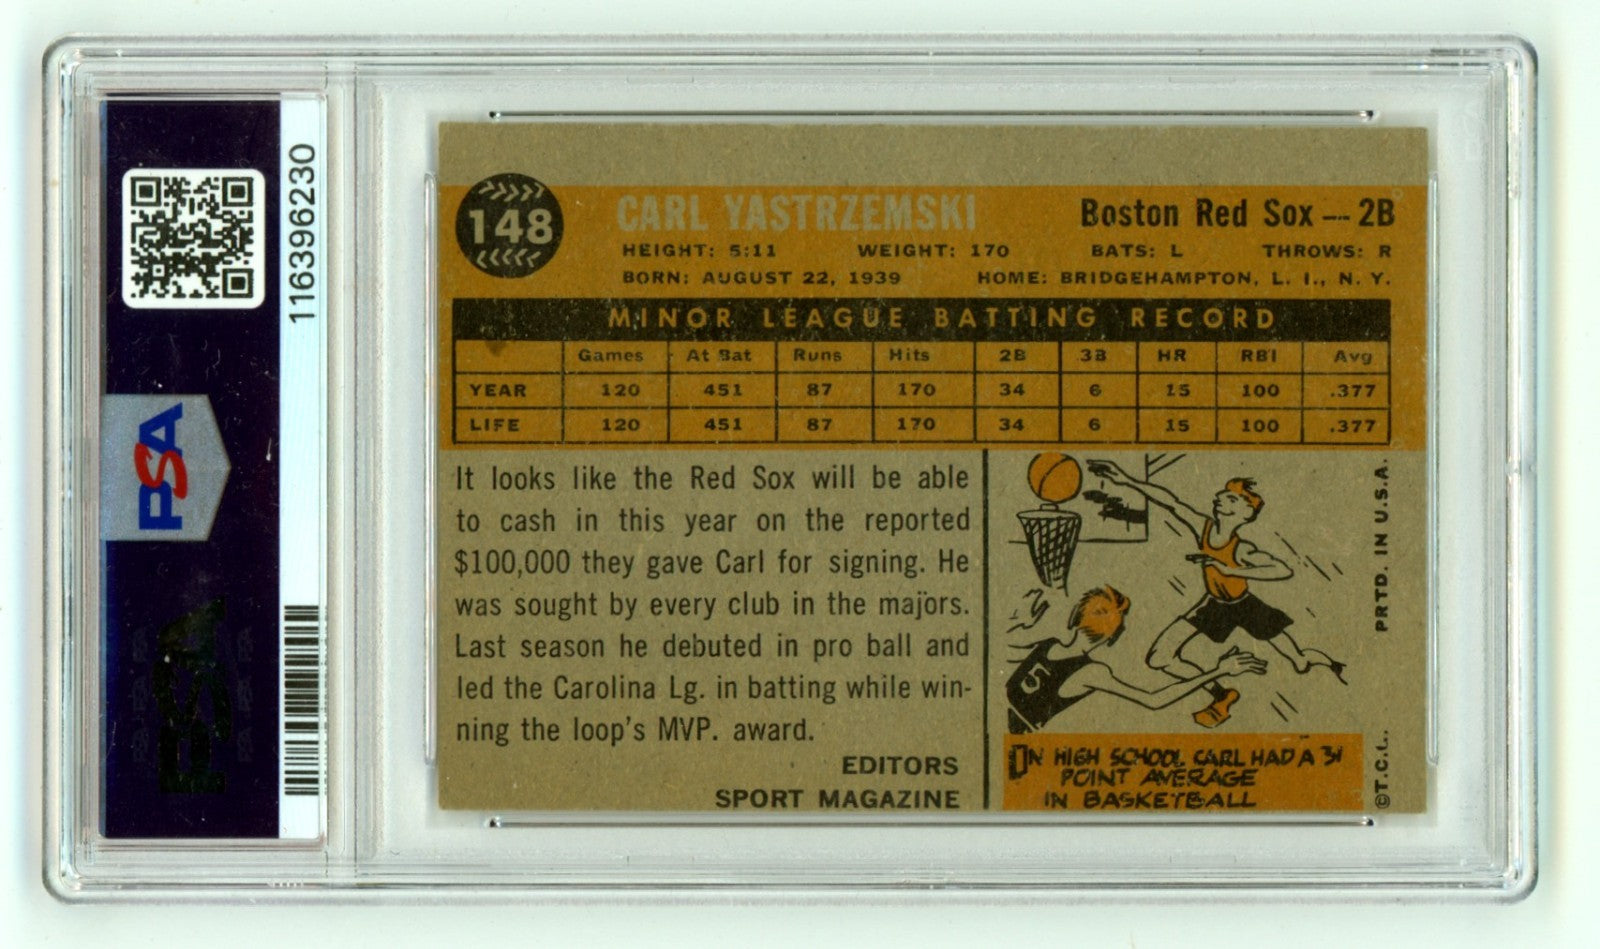 116396230
PSA
148
CARL YASTRZEMSKI
Boston Red Sox — 2B
HEIGHT: 5:11 WEIGHT: 170 BATS: L THROWS: R
BORN: AUGUST 22, 1939 HOME: BRIDGEHAMPTON, L. I., N. Y.
MINOR LEAGUE BATTING RECORD
Games At Bat Runs Hits 2B 3B HR RBI Avg
YEAR 120 451 87 170 34 6 15 100 .377
LIFE 120 451 87 170 34 6 15 100 .377
It looks like the Red Sox will be able
to cash in this year on the reported
$100,000 they gave Carl for signing. He
was sought by every club in the majors.
Last season he debuted in pro ball and
led the Carolina Lg. in batting while win-
ning the loop's MVP. award.
EDITORS
SPORT MAGAZINE
5
IN HIGH SCHOOL CARL HAD A 31
POINT AVERAGE
IN BASKETBALL
©T.C.G. PRTD. IN U.S.A.
PSA